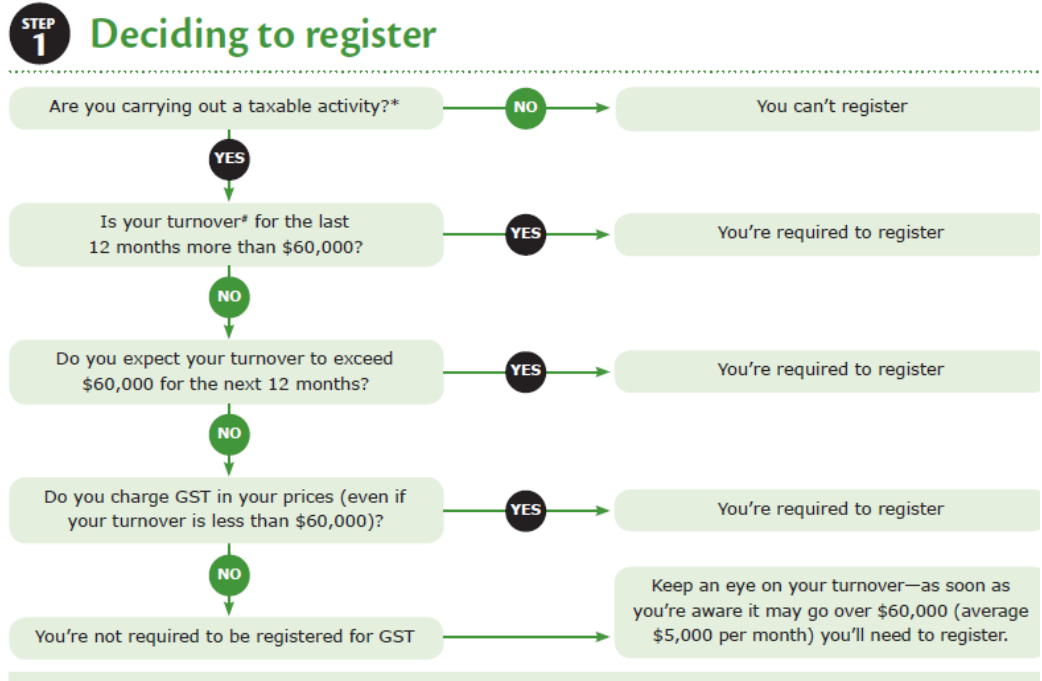 STEP
1
Deciding to register
Are you carrying out a taxable activity?*
NO
You can’t register
YES
Is your turnover# for the last
12 months more than $60,000?
YES
You’re required to register
NO
Do you expect your turnover to exceed
$60,000 for the next 12 months?
YES
You’re required to register
NO
Do you charge GST in your prices (even if
your turnover is less than $60,000)?
YES
You’re required to register
NO
You’re not required to be registered for GST
Keep an eye on your turnover—as soon as
you’re aware it may go over $60,000 (average
$5,000 per month) you’ll need to register.